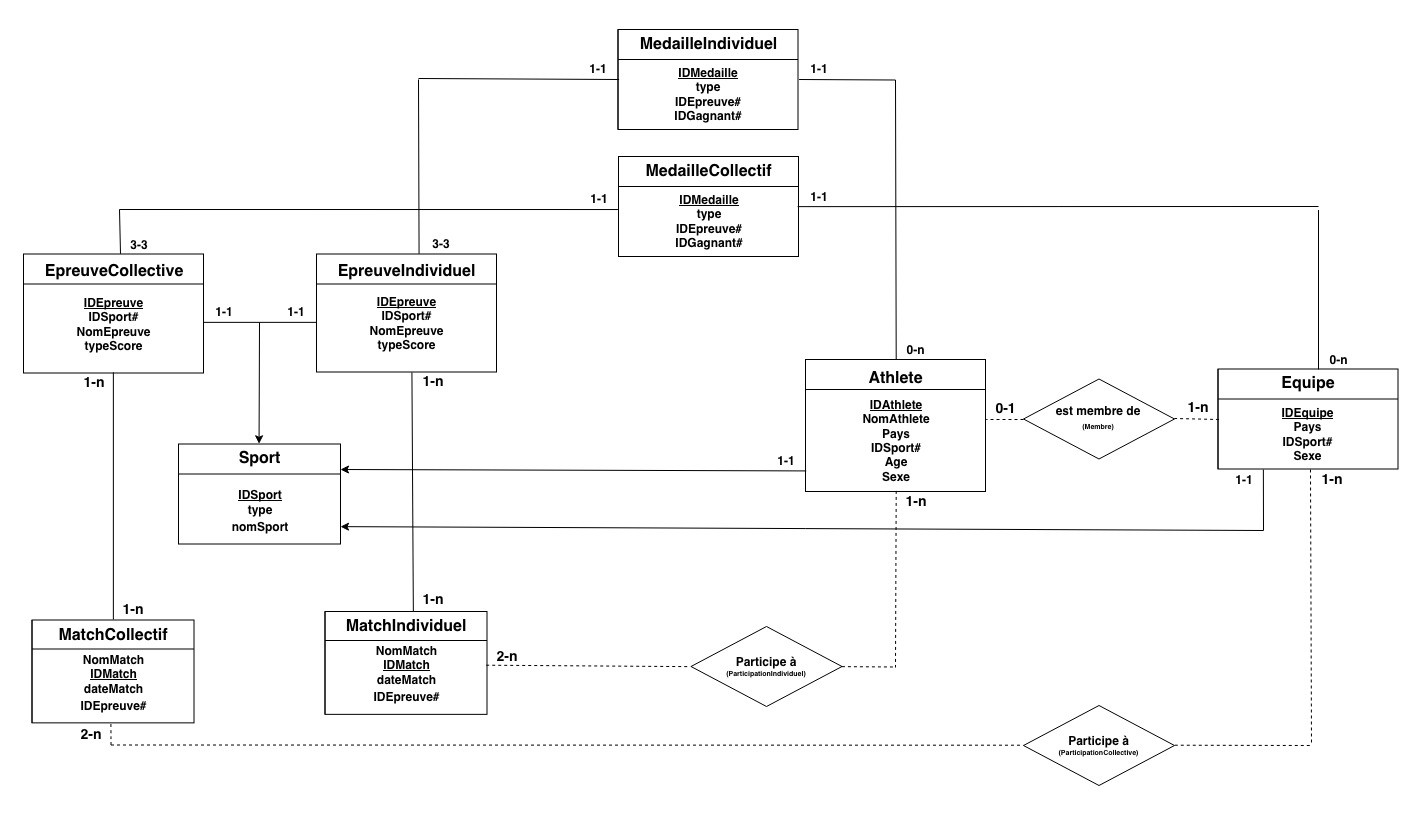 MedailleIndividuel
1-1
1-1
IDMedaille
type
IDEpreuve#
IDGagnant#
MedailleCollectif
1-1
1-1
IDMedaille
type
IDEpreuve#
IDGagnant#
3-3
3-3
EpreuveCollective
IDEpreuve
IDSport#
NomEpreuve
typeScore
1-1
1-1
EpreuveIndividuel
IDEpreuve
IDSport#
NomEpreuve
typeScore
1-n
1-n
0-n
Athlete
IDAthlete
NomAthlete
Pays
IDSport#
Age
Sexe
0-1
est membre de
(Membre)
1-n
0-n
Equipe
IDEquipe
Pays
IDSport#
Sexe
Sport
IDSport
type
nomSport
1-1
1-n
1-1
1-n
1-n
MatchCollectif
NomMatch
IDMatch
dateMatch
IDEpreuve#
2-n
1-n
MatchIndividuel
NomMatch
IDMatch
dateMatch
IDEpreuve#
2-n
Participe à
(ParticipationIndividuel)
Participe à
(ParticipationCollective)